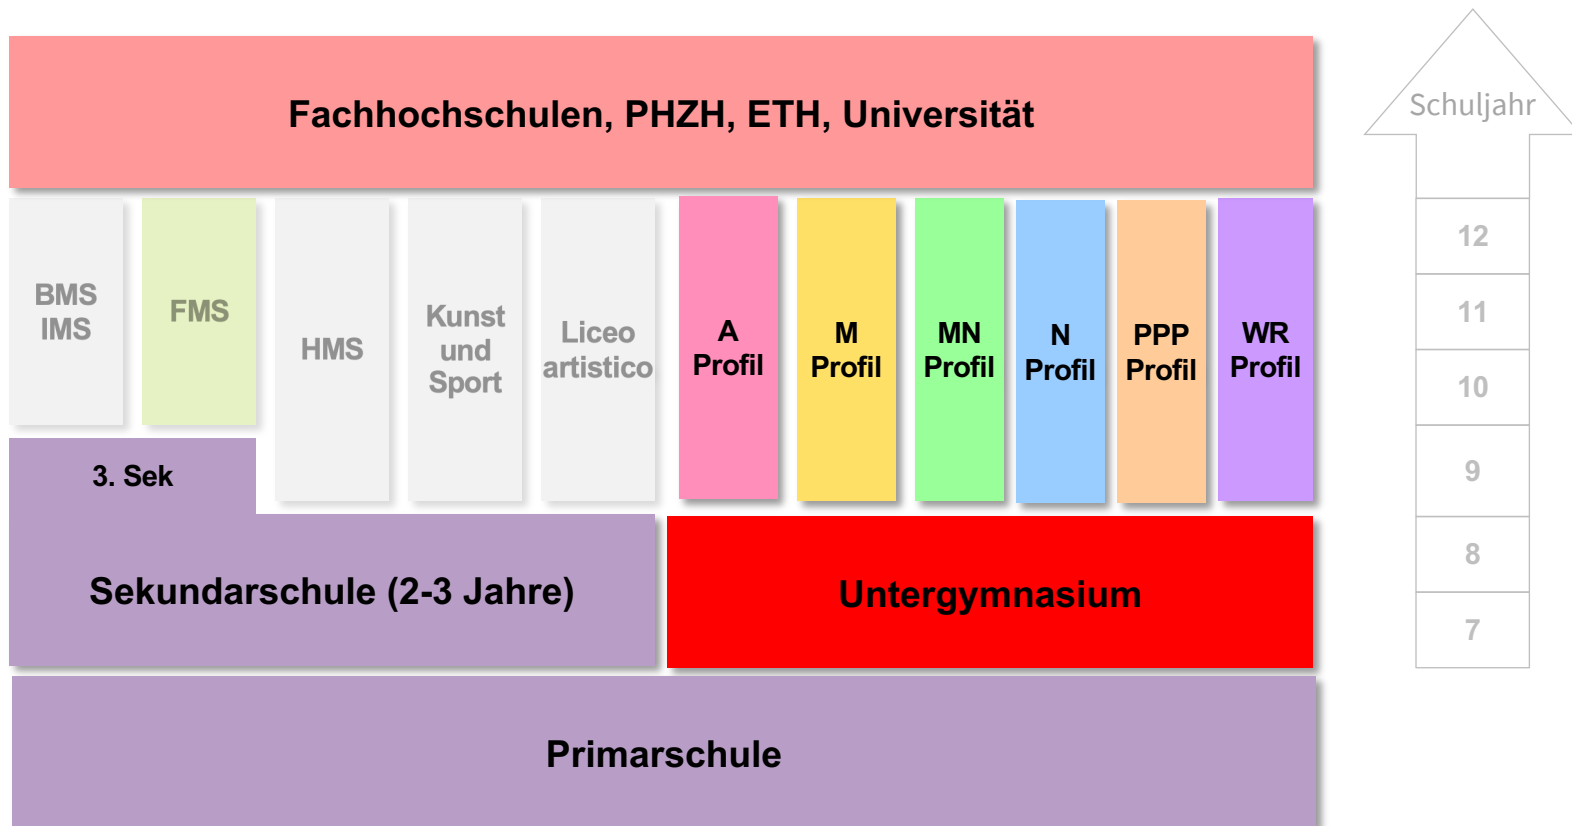 Fachhochschulen, PHZH, ETH, Universität
Schuljahr
BMS
IMS
FMS
HMS
Kunst
und
Sport
Liceo
artistico
A
Profil
M
Profil
MN
Profil
N
Profil
PPP
Profil
WR
Profil
12
11
10
9
8
7
3. Sek
Sekundarschule (2-3 Jahre)
Untergymnasium
Primarschule